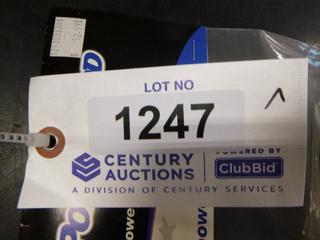 LOT NO
1247
CENTURY
AUCTIONS
POWERED BY
ClubBid
A DIVISION OF CENTURY SERVICES